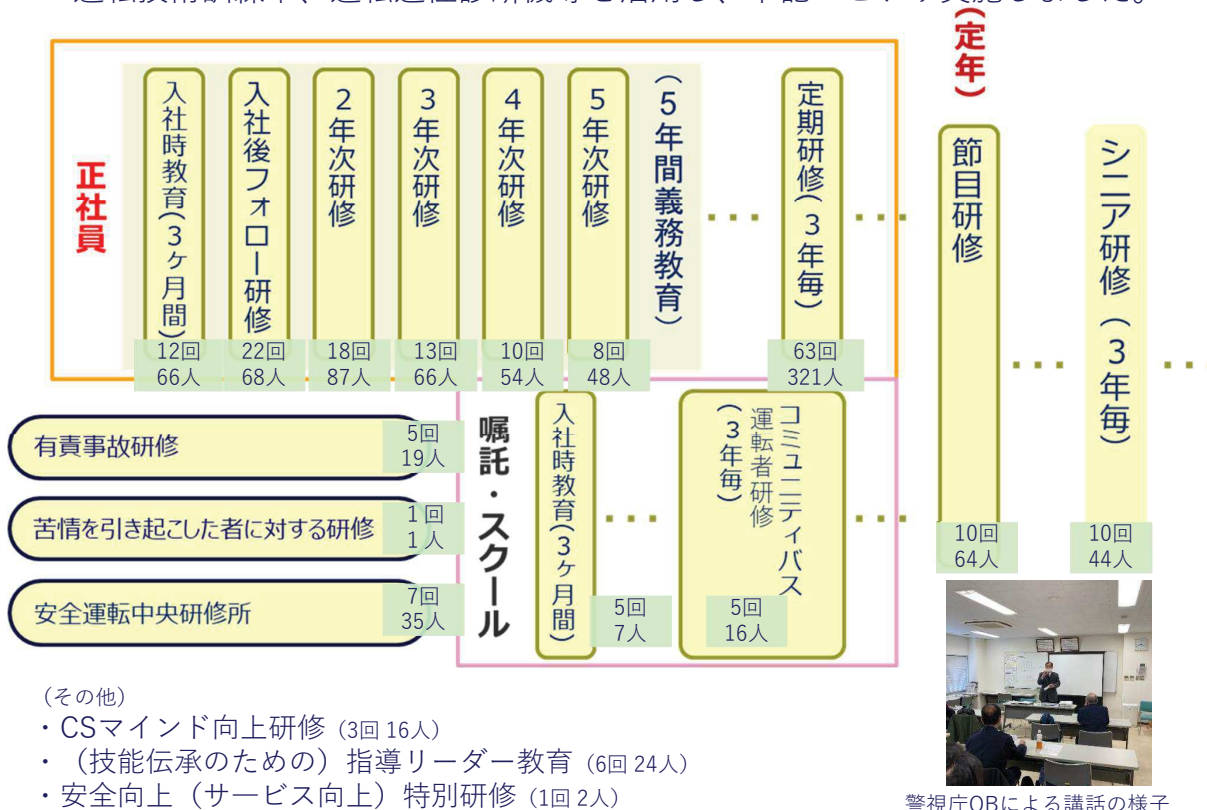 (定年)
正社員
入社時教育(3ヶ月間)
12回
66人
入社後フォロー研修
22回
68人
2年次研修
18回
87人
3年次研修
13回
66人
4年次研修
10回
54人
5年次研修
8回
48人
(5年間義務教育)
定期研修(3年毎)
63回
321人
節目研修
10回
64人
シニア研修(3年毎)
10回
44人
有責事故研修
5回
19人
苦情を引き起こした者に対する研修
1回
1人
安全運転中央研修所
7回
35人
嘱託・スクール
入社時教育(3ヶ月間)
5回
7人
コミュニティバス
運転者研修
(3年毎)
5回
16人
(その他)
・CSマインド向上研修 (3回 16人)
・(技能伝承のための)指導リーダー教育 (6回 24人)
・安全向上(サービス向上)特別研修 (1回 2人)
警視庁OBによる講話の様子